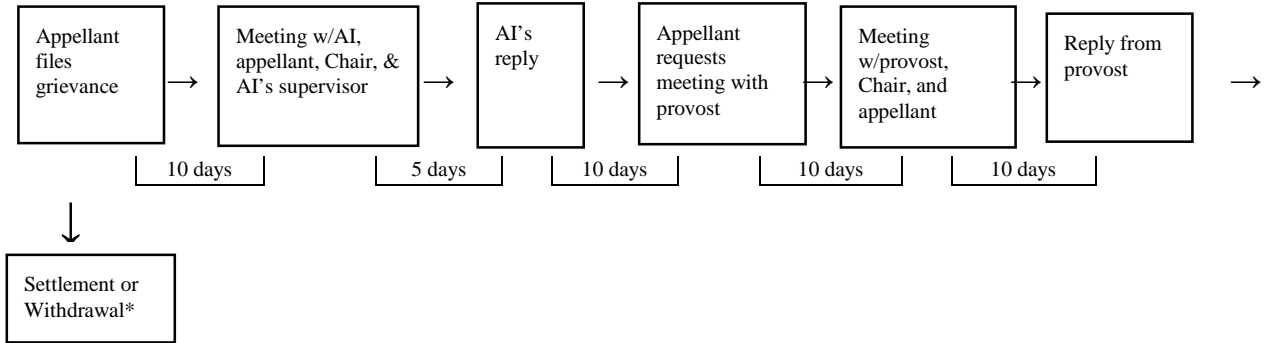 Appellant
files
grievance
Meeting w/AI,
appellant, Chair, &
AI’s supervisor
AI’s
reply
Appellant
requests
meeting with
provost
Meeting
w/provost,
Chair, and
appellant
Reply from
provost
10 days
5 days
10 days
10 days
10 days
Settlement or
Withdrawal*